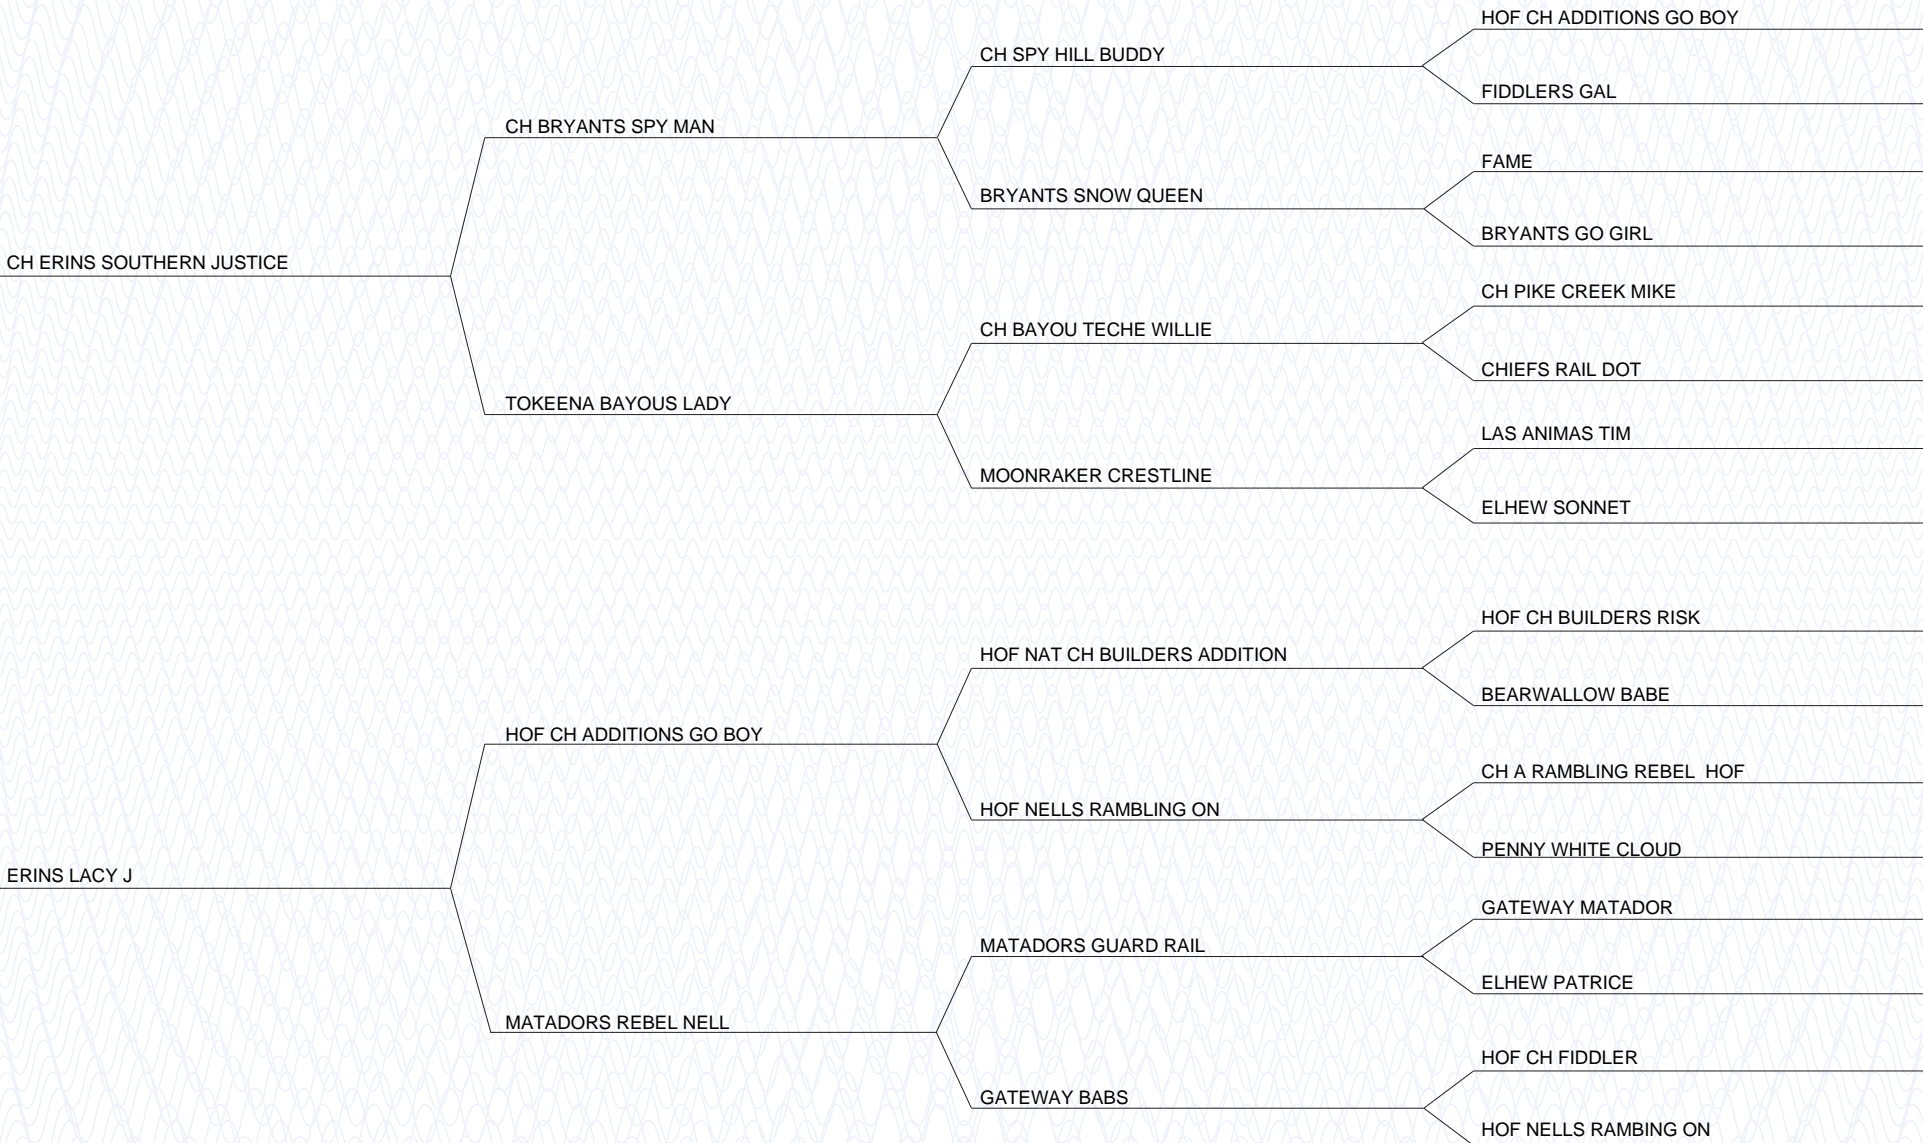 HOF CH ADDITIONS GO BOY
CH SPY HILL BUDDY
FIDDLERS GAL
CH BRYANTS SPY MAN
FAME
BRYANTS SNOW QUEEN
BRYANTS GO GIRL
CH ERINS SOUTHERN JUSTICE
CH PIKE CREEK MIKE
CH BAYOU TECHE WILLIE
CHIEFS RAIL DOT
TOKEENA BAYOUS LADY
LAS ANIMAS TIM
MOONRAKER CRESTLINE
ELHEW SONNET
HOF CH BUILDERS RISK
HOF NAT CH BUILDERS ADDITION
BEARWALLOW BABE
HOF CH ADDITIONS GO BOY
CH A RAMBLING REBEL  HOF
HOF NELLS RAMBLING ON
PENNY WHITE CLOUD
ERINS LACY J
GATEWAY MATADOR
MATADORS GUARD RAIL
ELHEW PATRICE
MATADORS REBEL NELL
HOF CH FIDDLER
GATEWAY BABS
HOF NELLS RAMBING ON